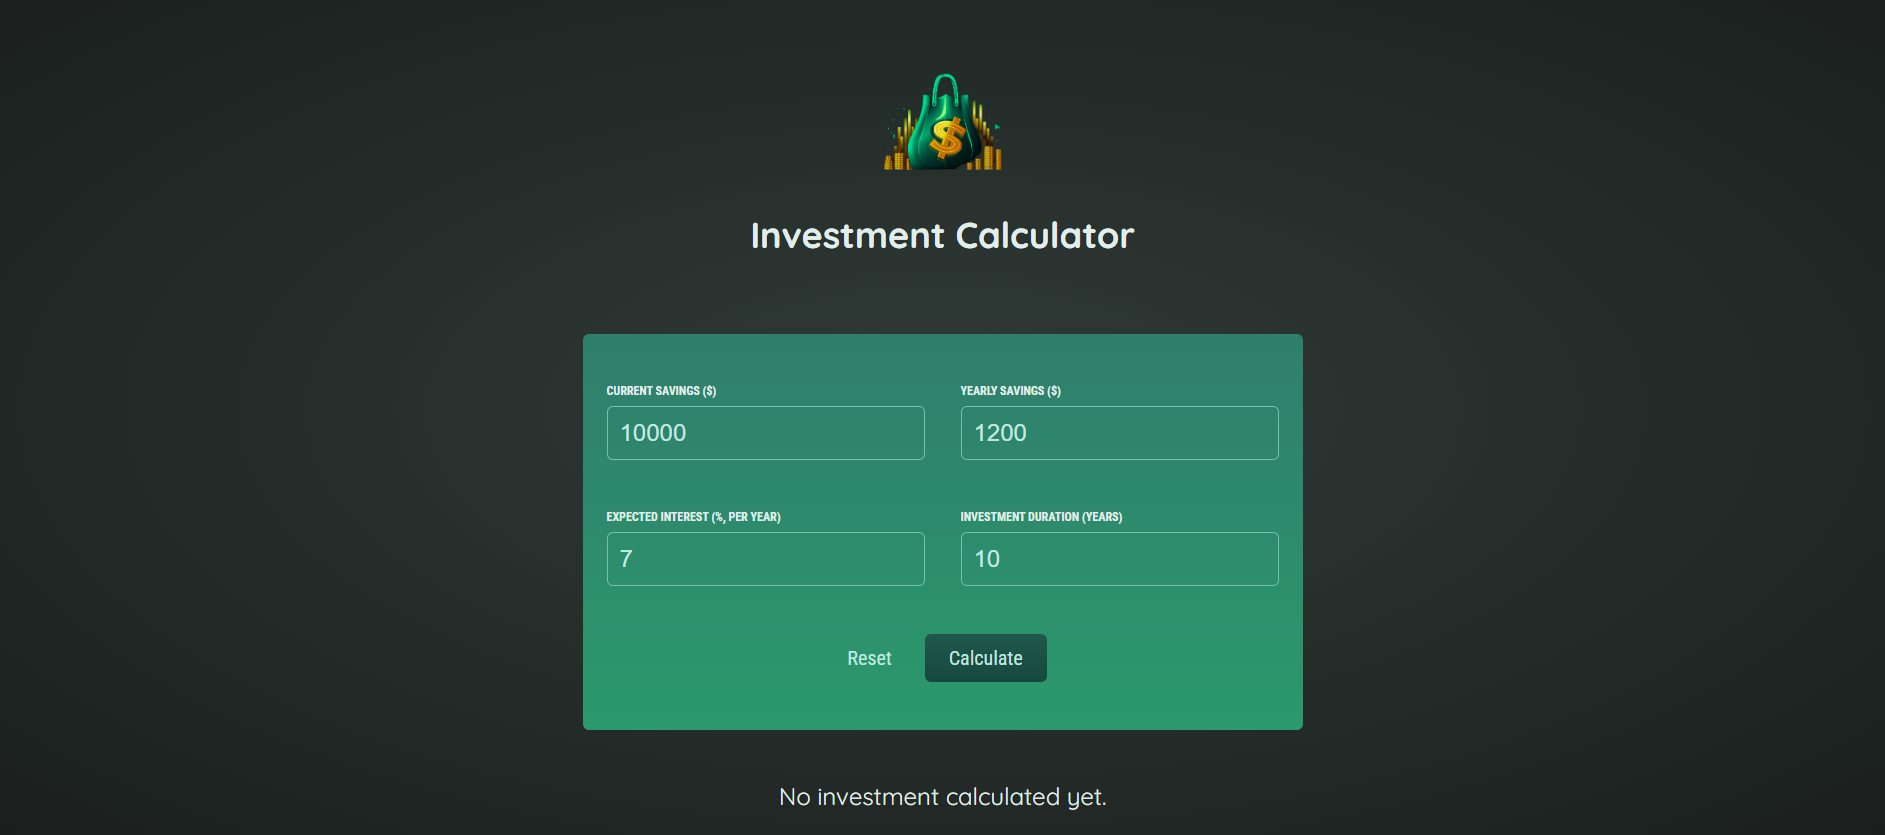 $
Investment Calculator
CURRENT SAVINGS ($)
YEARLY SAVINGS ($)
10000
1200
EXPECTED INTEREST (%, PER YEAR)
INVESTMENT DURATION (YEARS)
7
10
Reset
Calculate
No investment calculated yet.